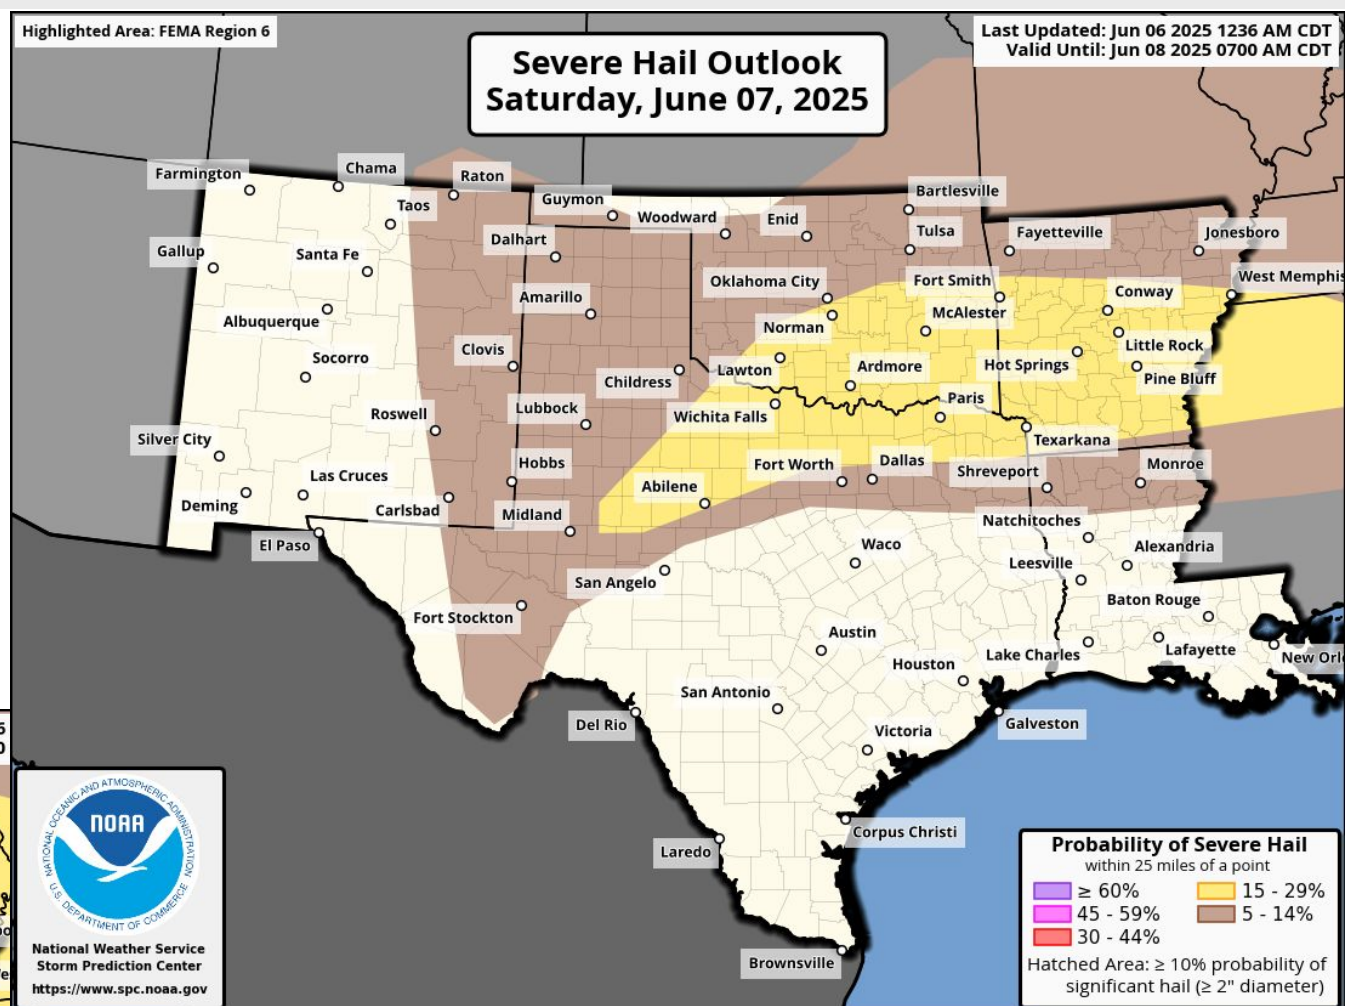 Highlighted Area: FEMA Region 6
Last Updated: Jun 06 2025 1236 AM CDT
Valid Until: Jun 08 2025 0700 AM CDT
Severe Hail Outlook
Saturday, June 07, 2025
Farmington
Chama
Raton
Taos
Guymon
Woodward
Enid
Bartlesville
Tulsa
Fayetteville
Jonesboro
Gallup
Santa Fe
Dalhart
Oklahoma City
Fort Smith
Conway
West Memphis
Amarillo
Albuquerque
Norman
McAlester
Little Rock
Socorro
Clovis
Childress
Lawton
Ardmore
Hot Springs
Pine Bluff
Roswell
Lubbock
Wichita Falls
Paris
Texarkana
Silver City
Las Cruces
Hobbs
Fort Worth
Dallas
Shreveport
Monroe
Deming
Carlsbad
Midland
Abilene
Natchitoches
El Paso
San Angelo
Waco
Leesville
Alexandria
Fort Stockton
Baton Rouge
Austin
Houston
Lake Charles
Lafayette
New Orl
San Antonio
Del Rio
Victoria
Galveston
Laredo
Corpus Christi
Brownsville
NATIONAL OCEANIC AND ATMOSPHERIC ADMINISTRATION
NOAA
U.S. DEPARTMENT OF COMMERCE
National Weather Service
Storm Prediction Center
https://www.spc.noaa.gov
Probability of Severe Hail
within 25 miles of a point
≥ 60%
15 - 29%
45 - 59%
5 - 14%
30 - 44%
Hatched Area: ≥ 10% probability of
significant hail (≥ 2" diameter)